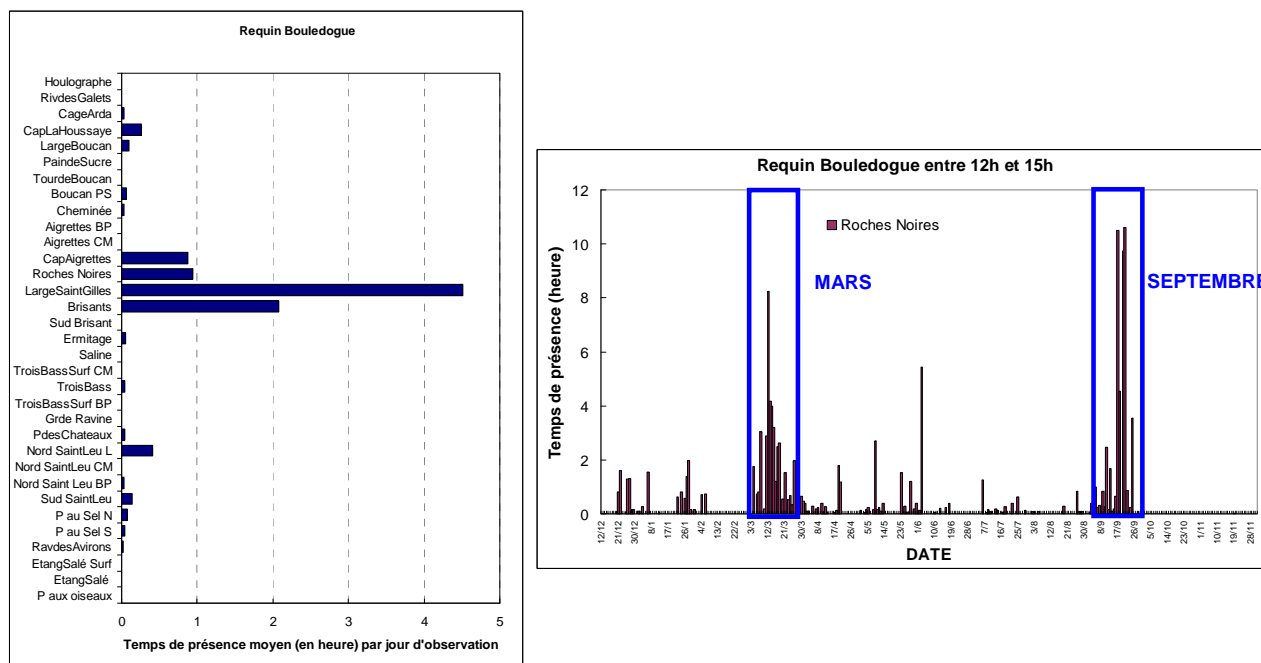 Requin Bouledogue
Houlographe
RivdesGalets
CageArda
CapLaHoussaye
LargeBoucan
PaindeSucre
TourdeBoucan
Boucan PS
Cheminée
Aigrettes BP
Aigrettes CM
CapAigrettes
Roches Noires
LargeSaintGilles
Brisants
Sud Brisant
Ermitage
Saline
TroisBassSurf CM
TroisBass
TroisBassSurf BP
Grde Ravine
PdesChateaux
Nord SaintLeu L
Nord SaintLeu CM
Nord Saint Leu BP
Sud SaintLeu
P au Sel N
P au Sel S
RavdesAvirons
EtangSalé Surf
EtangSalé
P aux oiseaux
0 1 2 3 4 5
Temps de présence moyen (en heure) par jour d'observation
Requin Bouledogue entre 12h et 15h
12
10
8
6
4
2
0
Temps de présence (heure)
Roches Noires
MARS
SEPTEMBRE
12/12 21/12 30/12 8/1 17/1 26/1 4/2 13/2 22/2 3/3 12/3 21/3 30/3 8/4 17/4 26/4 5/5 14/5 23/5 1/6 10/6 19/6 28/6 7/7 16/7 25/7 3/8 12/8 21/8 30/8 8/9 17/9 26/9 5/10 14/10 23/10 1/11 10/11 19/11 28/11
DATE